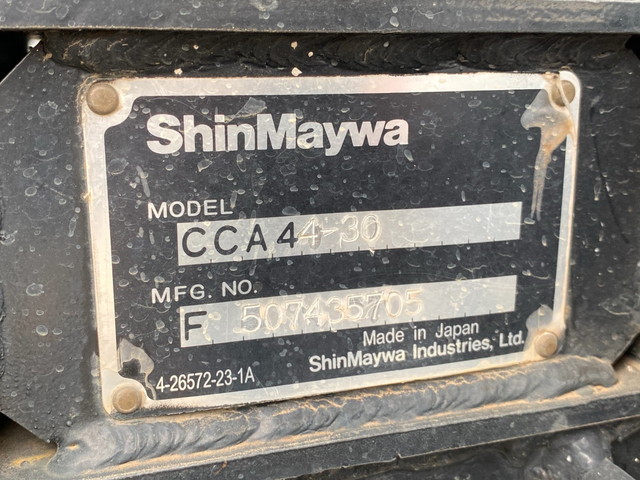 ShinMaywa
MODEL
CCA44-30
MFG. NO.
F 507435705
Made in Japan
ShinMaywa Industries, Ltd.
4-26572-23-1A